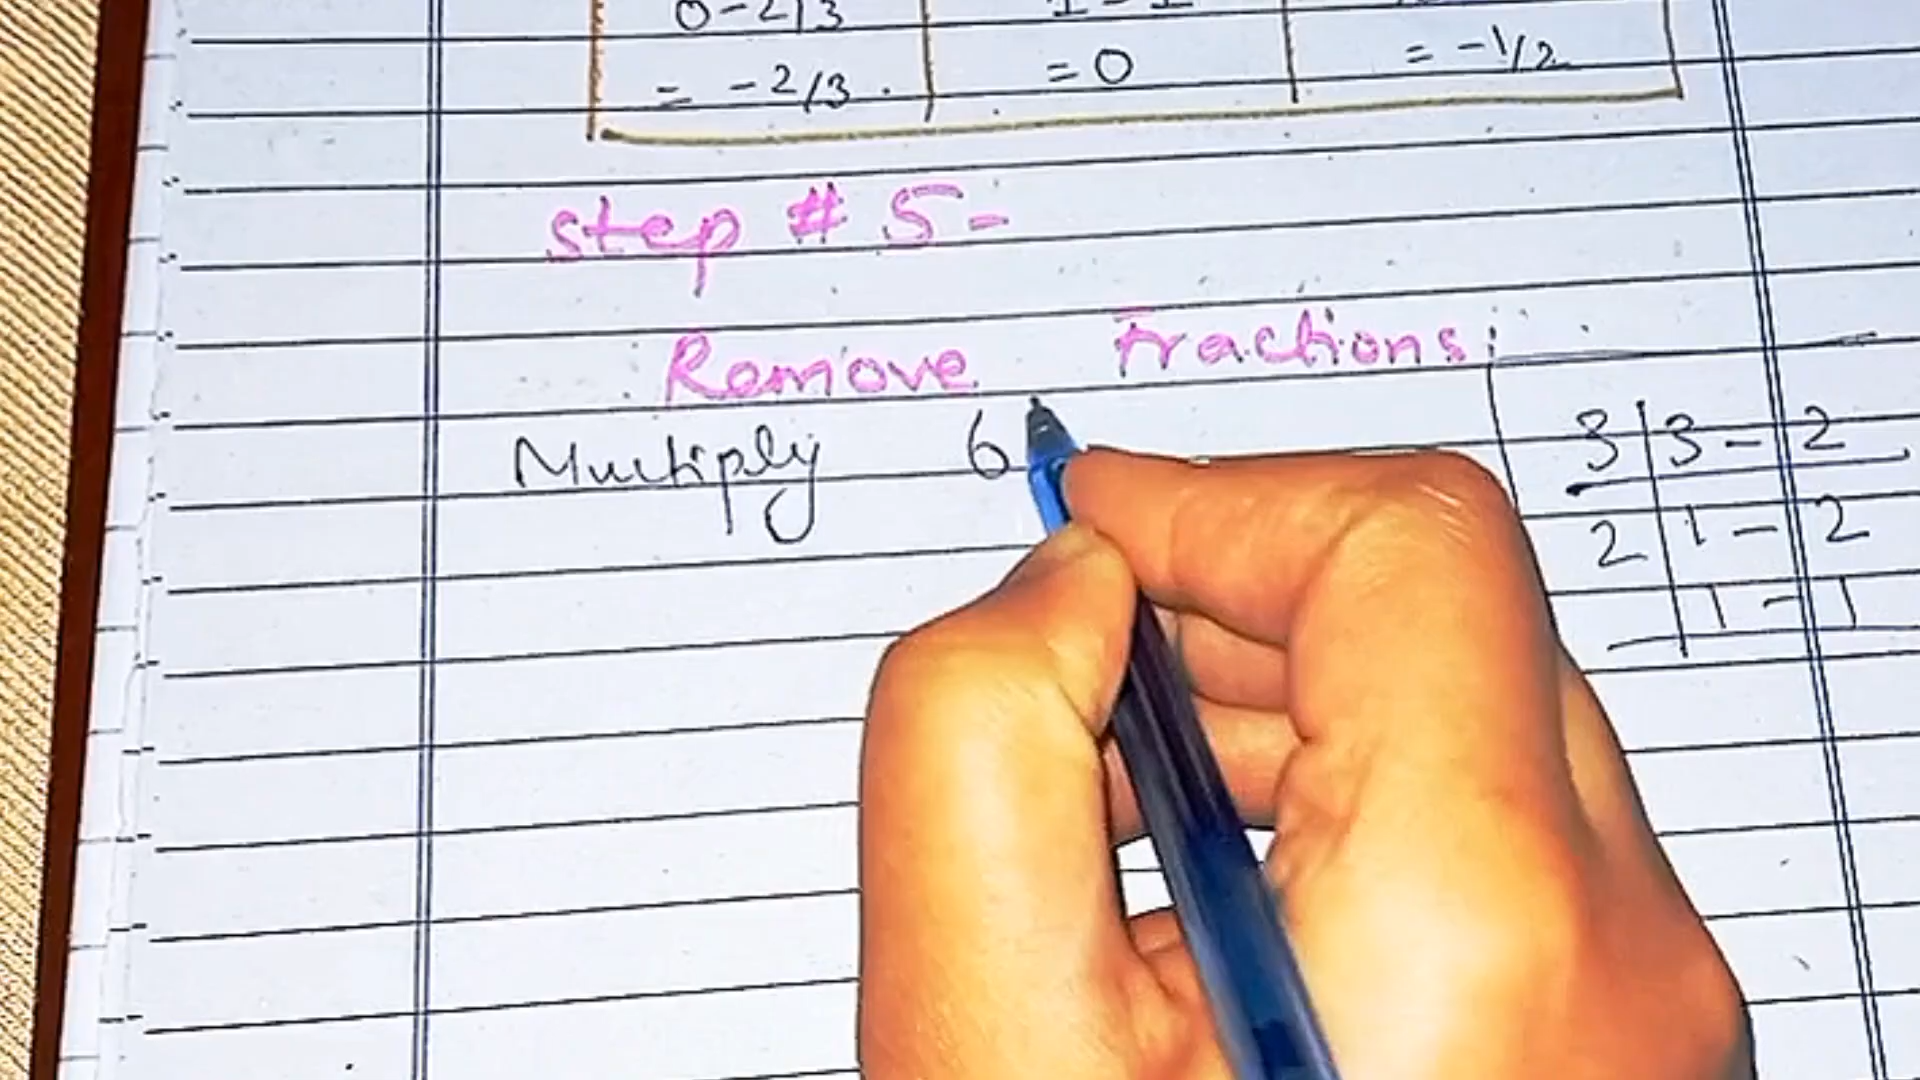 0-2/3
= -2/3 . =0 = -1/2
step # 5-
Remove Fractions
Multiply 6
3 | 3 - 2
2 | 1 - 2
| 1 - 1